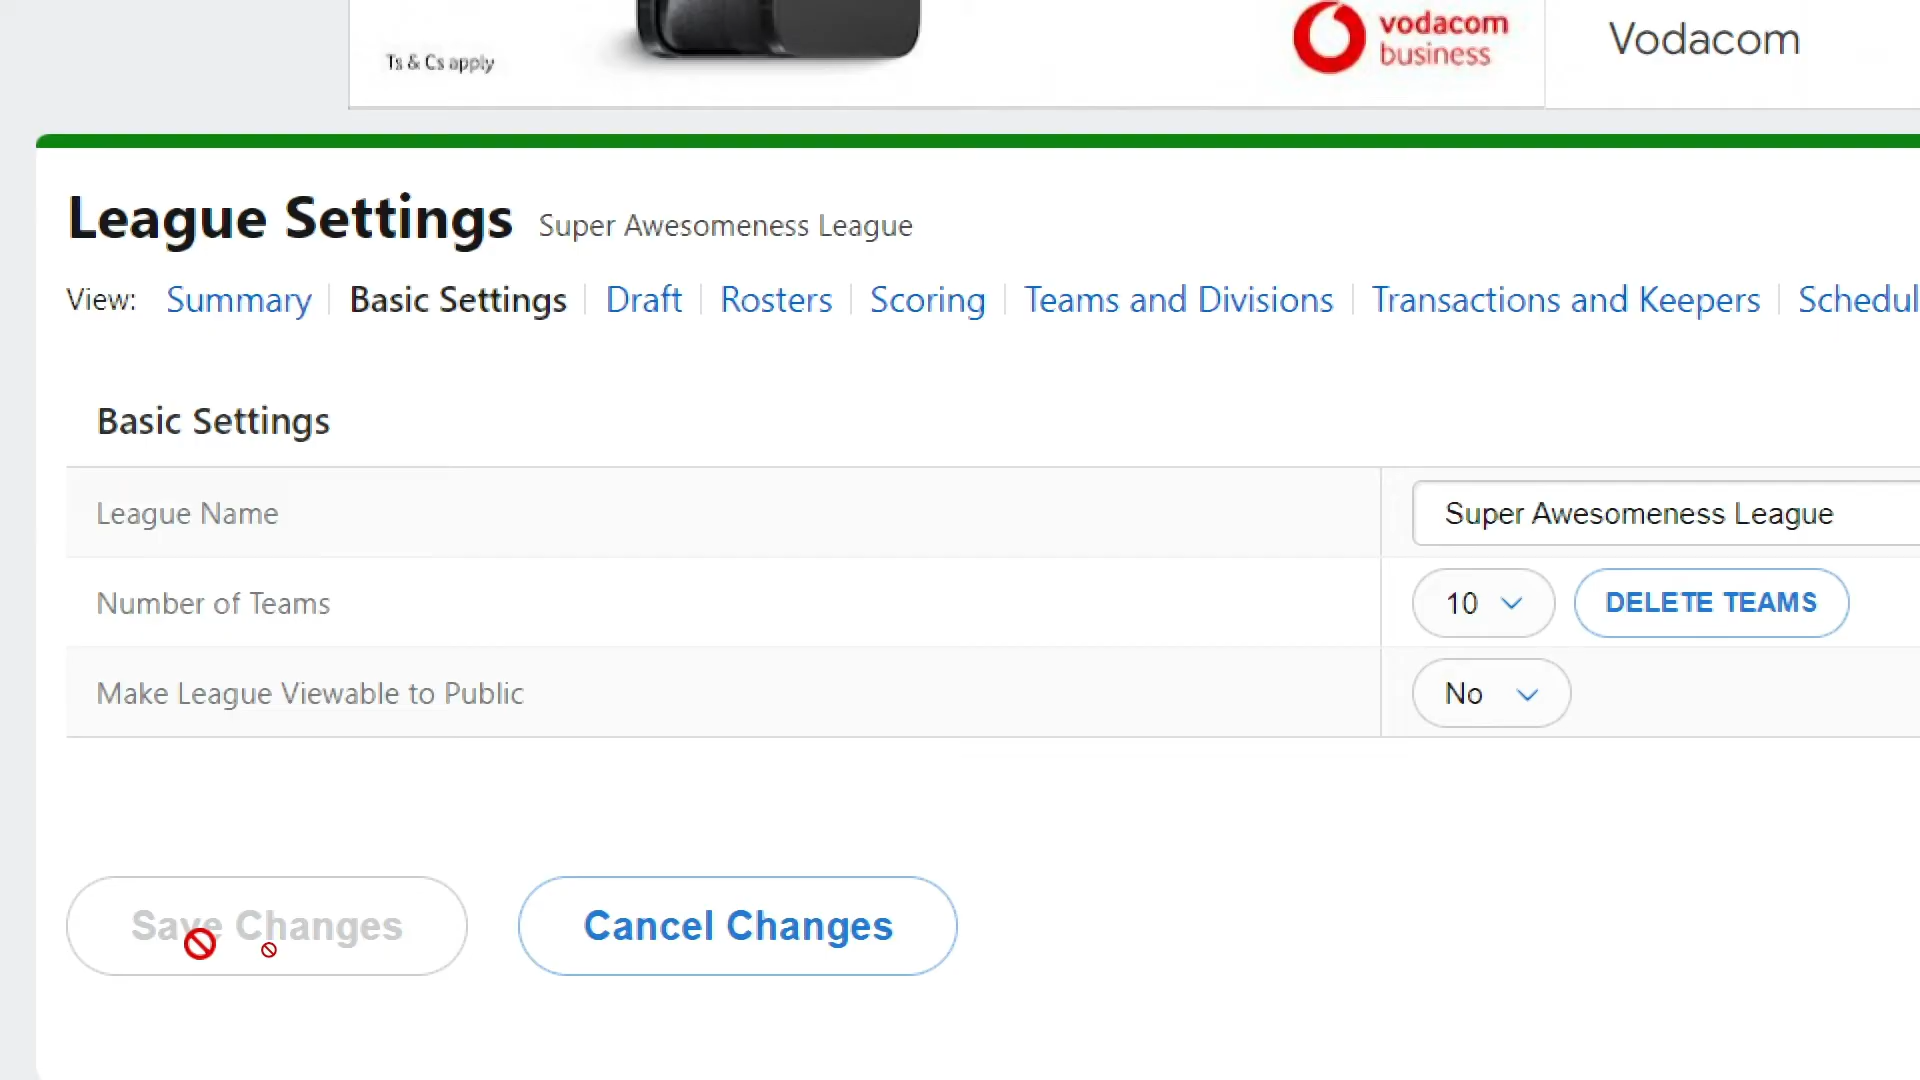 Ts & Cs apply
vodacom
business
Vodacom
League Settings Super Awesomeness League
View: Summary Basic Settings Draft Rosters Scoring Teams and Divisions Transactions and Keepers Schedul
Basic Settings
League Name Super Awesomeness League
Number of Teams 10 DELETE TEAMS
Make League Viewable to Public No
Save Changes Cancel Changes